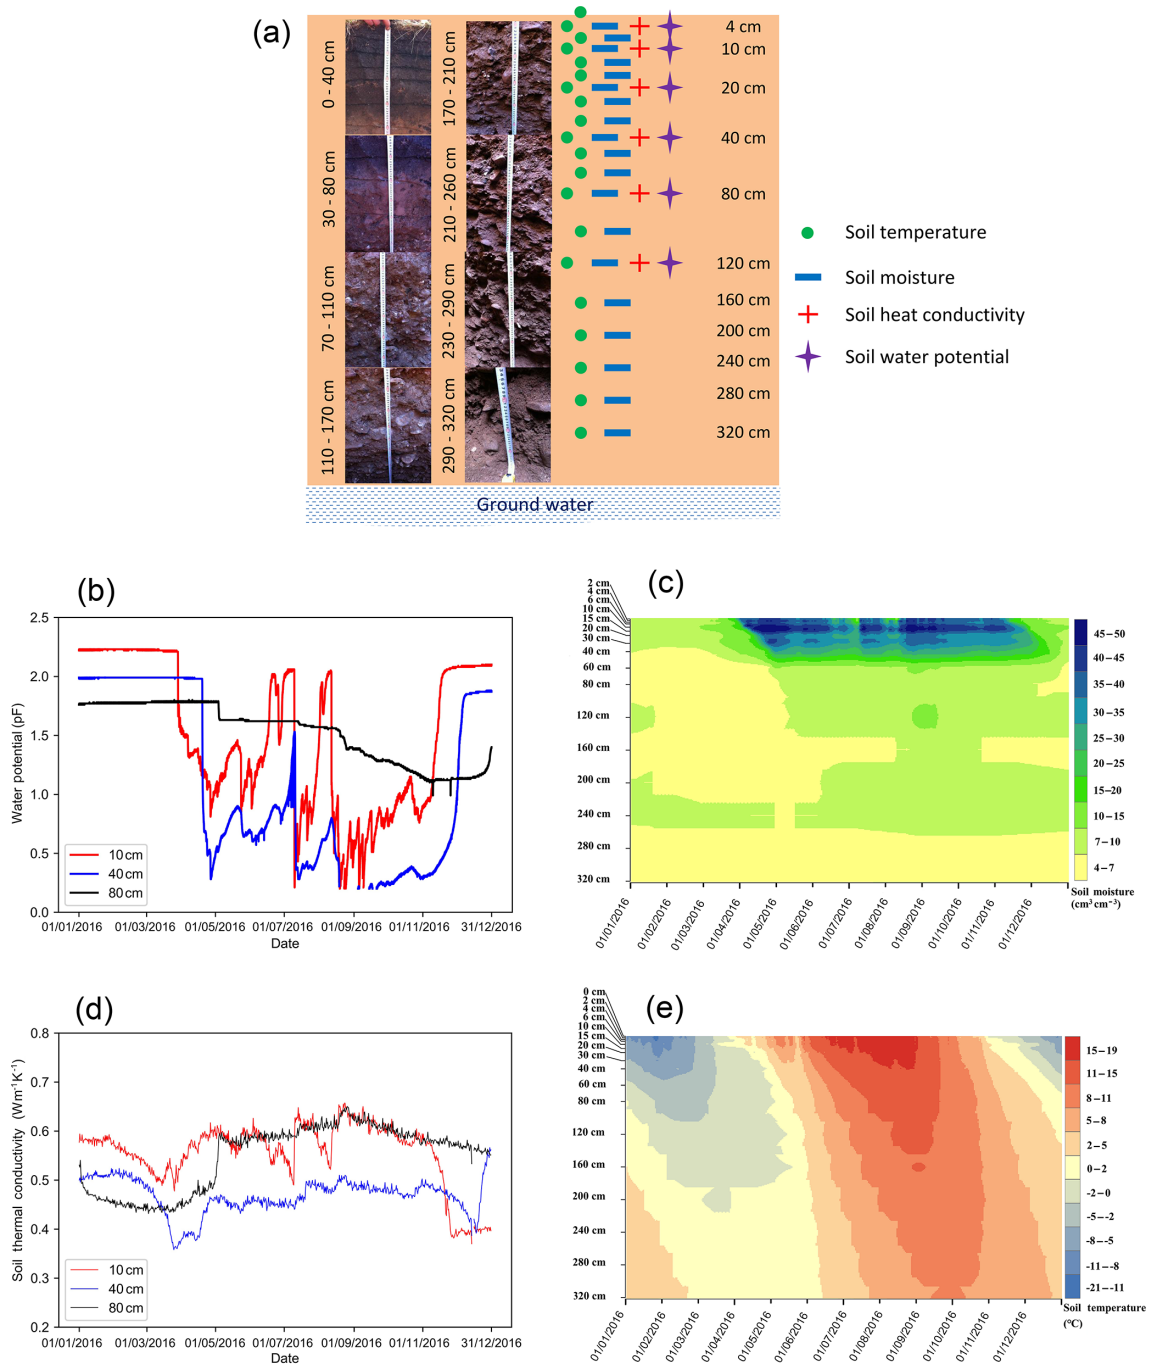 (a)
0 - 40 cm
30 - 80 cm
70 - 110 cm
110 - 170 cm
170 - 210 cm
210 - 260 cm
230 - 290 cm
290 - 320 cm
4 cm
10 cm
20 cm
40 cm
80 cm
120 cm
160 cm
200 cm
240 cm
280 cm
320 cm
Ground water
Soil temperature
Soil moisture
Soil heat conductivity
Soil water potential
(b)
Water potential (pF)
2.5
2.0
1.5
1.0
0.5
0.0
10 cm
40 cm
80 cm
01/01/2016 01/03/2016 01/05/2016 01/07/2016 01/09/2016 01/11/2016 31/12/2016
Date
(c)
2 cm
4 cm
6 cm
10 cm
15 cm
20 cm
30 cm
40 cm
60 cm
80 cm
120 cm
160 cm
200 cm
240 cm
280 cm
320 cm
01/01/2016 01/02/2016 01/03/2016 01/04/2016 01/05/2016 01/06/2016 01/07/2016 01/08/2016 01/09/2016 01/10/2016 01/11/2016 01/12/2016
45–50
40–45
35–40
30–35
25–30
20–25
15–20
10–15
7–10
4–7
Soil moisture
(cm³ cm⁻³)
(d)
Soil thermal conductivity (Wm⁻¹K⁻¹)
0.8
0.7
0.6
0.5
0.4
0.3
0.2
10 cm
40 cm
80 cm
01/01/2016 01/03/2016 01/05/2016 01/07/2016 01/09/2016 01/11/2016 31/12/2016
Date
(e)
0 cm
2 cm
4 cm
6 cm
10 cm
15 cm
20 cm
30 cm
40 cm
60 cm
80 cm
120 cm
160 cm
200 cm
240 cm
280 cm
320 cm
01/01/2016 01/02/2016 01/03/2016 01/04/2016 01/05/2016 01/06/2016 01/07/2016 01/08/2016 01/09/2016 01/10/2016 01/11/2016 01/12/2016
15–19
11–15
8–11
5–8
2–5
0–2
-2–0
-5–-2
-8–-5
-11–-8
-21–-11
Soil temperature
(°C)